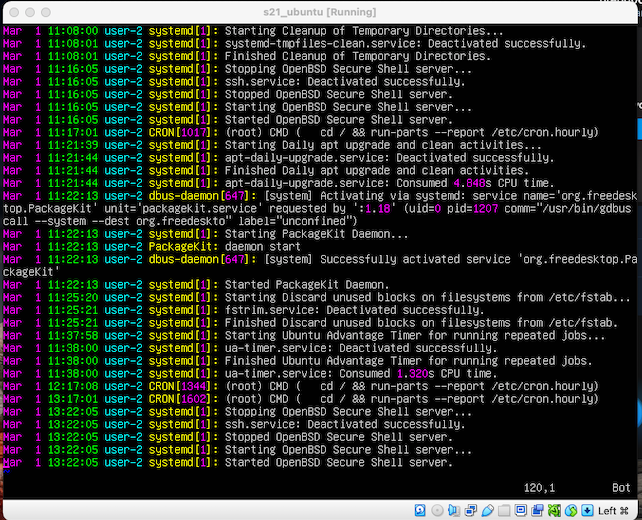 s21_ubuntu [Running]
Mar  1 11:08:00 user-2 systemd[1]: Starting Cleanup of Temporary Directories...
Mar  1 11:08:01 user-2 systemd[1]: systemd-tmpfiles-clean.service: Deactivated successfully.
Mar  1 11:08:01 user-2 systemd[1]: Finished Cleanup of Temporary Directories.
Mar  1 11:16:05 user-2 systemd[1]: Stopping OpenBSD Secure Shell server...
Mar  1 11:16:05 user-2 systemd[1]: ssh.service: Deactivated successfully.
Mar  1 11:16:05 user-2 systemd[1]: Stopped OpenBSD Secure Shell server.
Mar  1 11:16:05 user-2 systemd[1]: Starting OpenBSD Secure Shell server...
Mar  1 11:16:05 user-2 systemd[1]: Started OpenBSD Secure Shell server.
Mar  1 11:17:01 user-2 CRON[1017]: (root) CMD (   cd / && run-parts --report /etc/cron.hourly)
Mar  1 11:21:39 user-2 systemd[1]: Starting Daily apt upgrade and clean activities...
Mar  1 11:21:44 user-2 systemd[1]: apt-daily-upgrade.service: Deactivated successfully.
Mar  1 11:21:44 user-2 systemd[1]: Finished Daily apt upgrade and clean activities.
Mar  1 11:21:44 user-2 systemd[1]: apt-daily-upgrade.service: Consumed 4.848s CPU time.
Mar  1 11:22:13 user-2 dbus-daemon[647]: [system] Activating via systemd: service name='org.freedesk
top.PackageKit' unit='packagekit.service' requested by ':1.18' (uid=0 pid=1207 comm="/usr/bin/gdbus
call --system --dest org.freedeskto" label="unconfined")
Mar  1 11:22:13 user-2 systemd[1]: Starting PackageKit Daemon...
Mar  1 11:22:13 user-2 PackageKit: daemon start
Mar  1 11:22:13 user-2 dbus-daemon[647]: [system] Successfully activated service 'org.freedesktop.Pa
ckageKit'
Mar  1 11:22:13 user-2 systemd[1]: Started PackageKit Daemon.
Mar  1 11:25:20 user-2 systemd[1]: Starting Discard unused blocks on filesystems from /etc/fstab...
Mar  1 11:25:21 user-2 systemd[1]: fstrim.service: Deactivated successfully.
Mar  1 11:25:21 user-2 systemd[1]: Finished Discard unused blocks on filesystems from /etc/fstab.
Mar  1 11:37:58 user-2 systemd[1]: Starting Ubuntu Advantage Timer for running repeated jobs...
Mar  1 11:38:00 user-2 systemd[1]: ua-timer.service: Deactivated successfully.
Mar  1 11:38:00 user-2 systemd[1]: Finished Ubuntu Advantage Timer for running repeated jobs.
Mar  1 11:38:00 user-2 systemd[1]: ua-timer.service: Consumed 1.320s CPU time.
Mar  1 12:17:08 user-2 CRON[1344]: (root) CMD (   cd / && run-parts --report /etc/cron.hourly)
Mar  1 13:17:01 user-2 CRON[1602]: (root) CMD (   cd / && run-parts --report /etc/cron.hourly)
Mar  1 13:22:05 user-2 systemd[1]: Stopping OpenBSD Secure Shell server...
Mar  1 13:22:05 user-2 systemd[1]: ssh.service: Deactivated successfully.
Mar  1 13:22:05 user-2 systemd[1]: Stopped OpenBSD Secure Shell server.
Mar  1 13:22:05 user-2 systemd[1]: Starting OpenBSD Secure Shell server...
Mar  1 13:22:05 user-2 systemd[1]: Started OpenBSD Secure Shell server.
120,1 Bot
Left ⌘